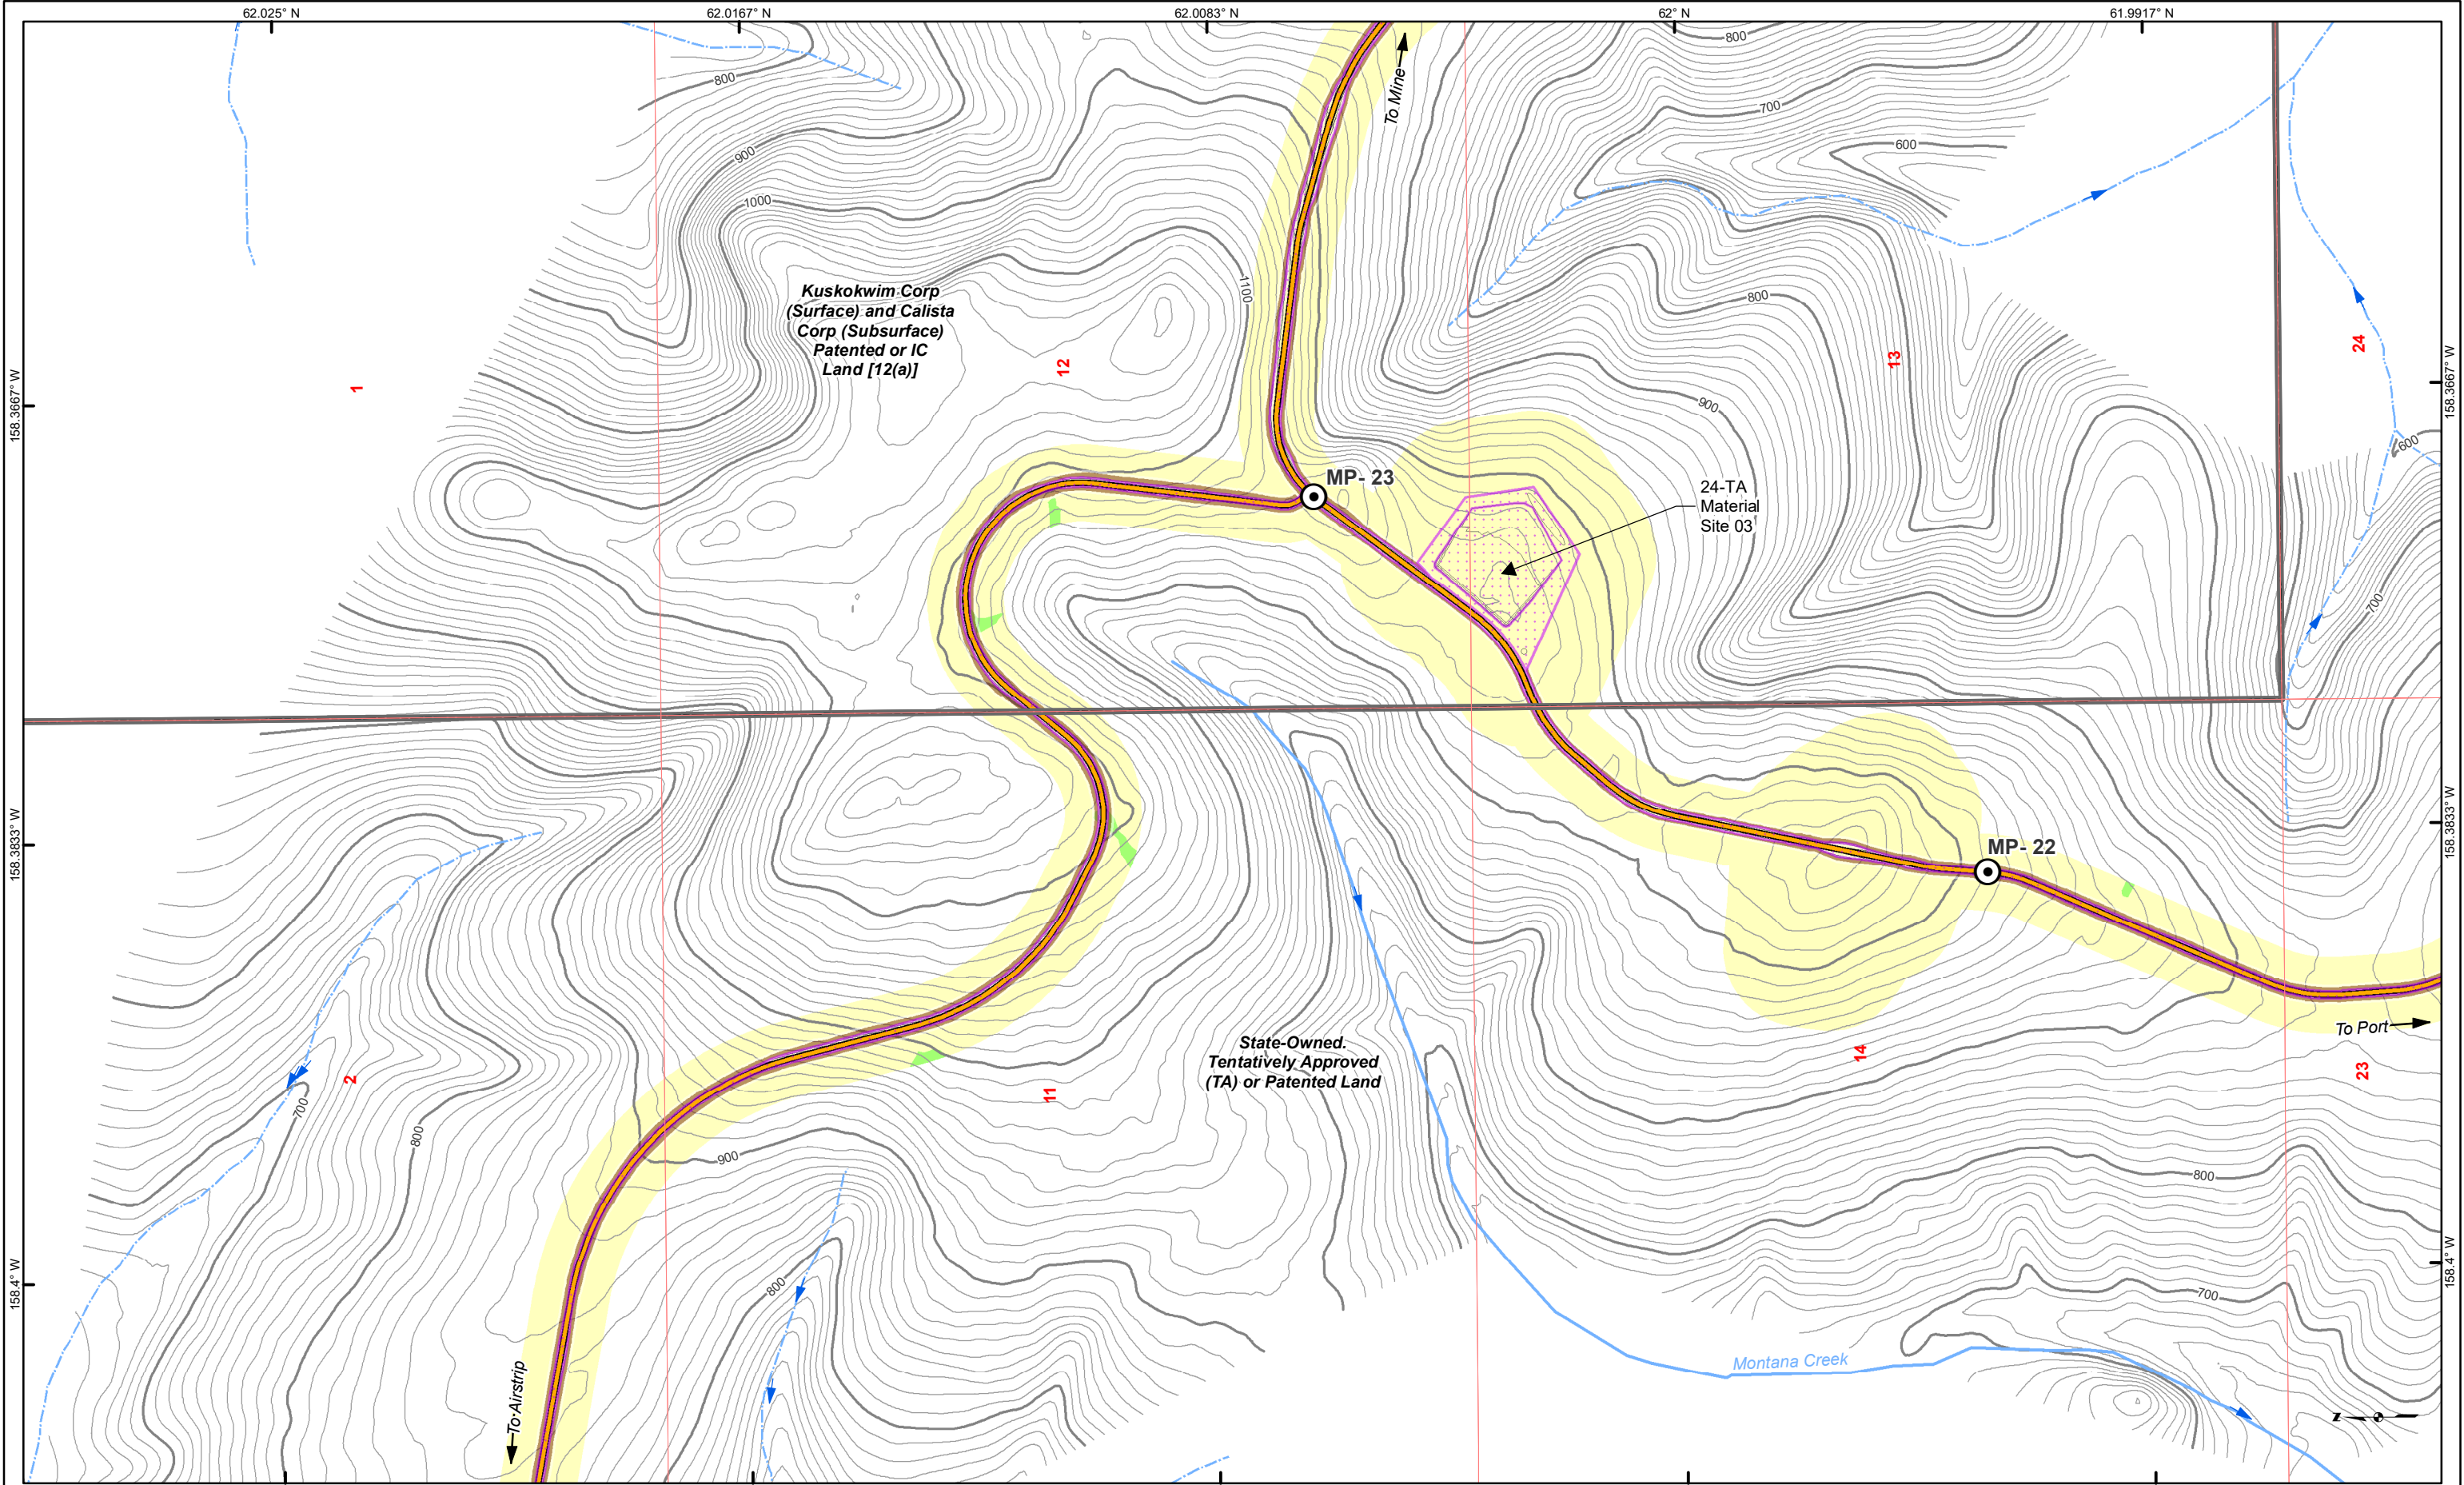 62.025° N
62.0167° N
62.0083° N
62° N
61.9917° N
800
800
To Mine
700
900
600
1000
Kuskokwim Corp
(Surface) and Calista
Corp (Subsurface)
Patented or IC
Land [12(a)]
1100
800
1
12
13
24
158.3667° W
158.3667° W
900
600
MP- 23
24-TA
Material
Site 03
700
158.3833° W
158.3833° W
MP- 22
To Port
State-Owned.
Tentatively Approved
(TA) or Patented Land
2
11
14
23
700
800
900
800
158.4° W
158.4° W
800
700
Montana Creek
To Airstrip
Z